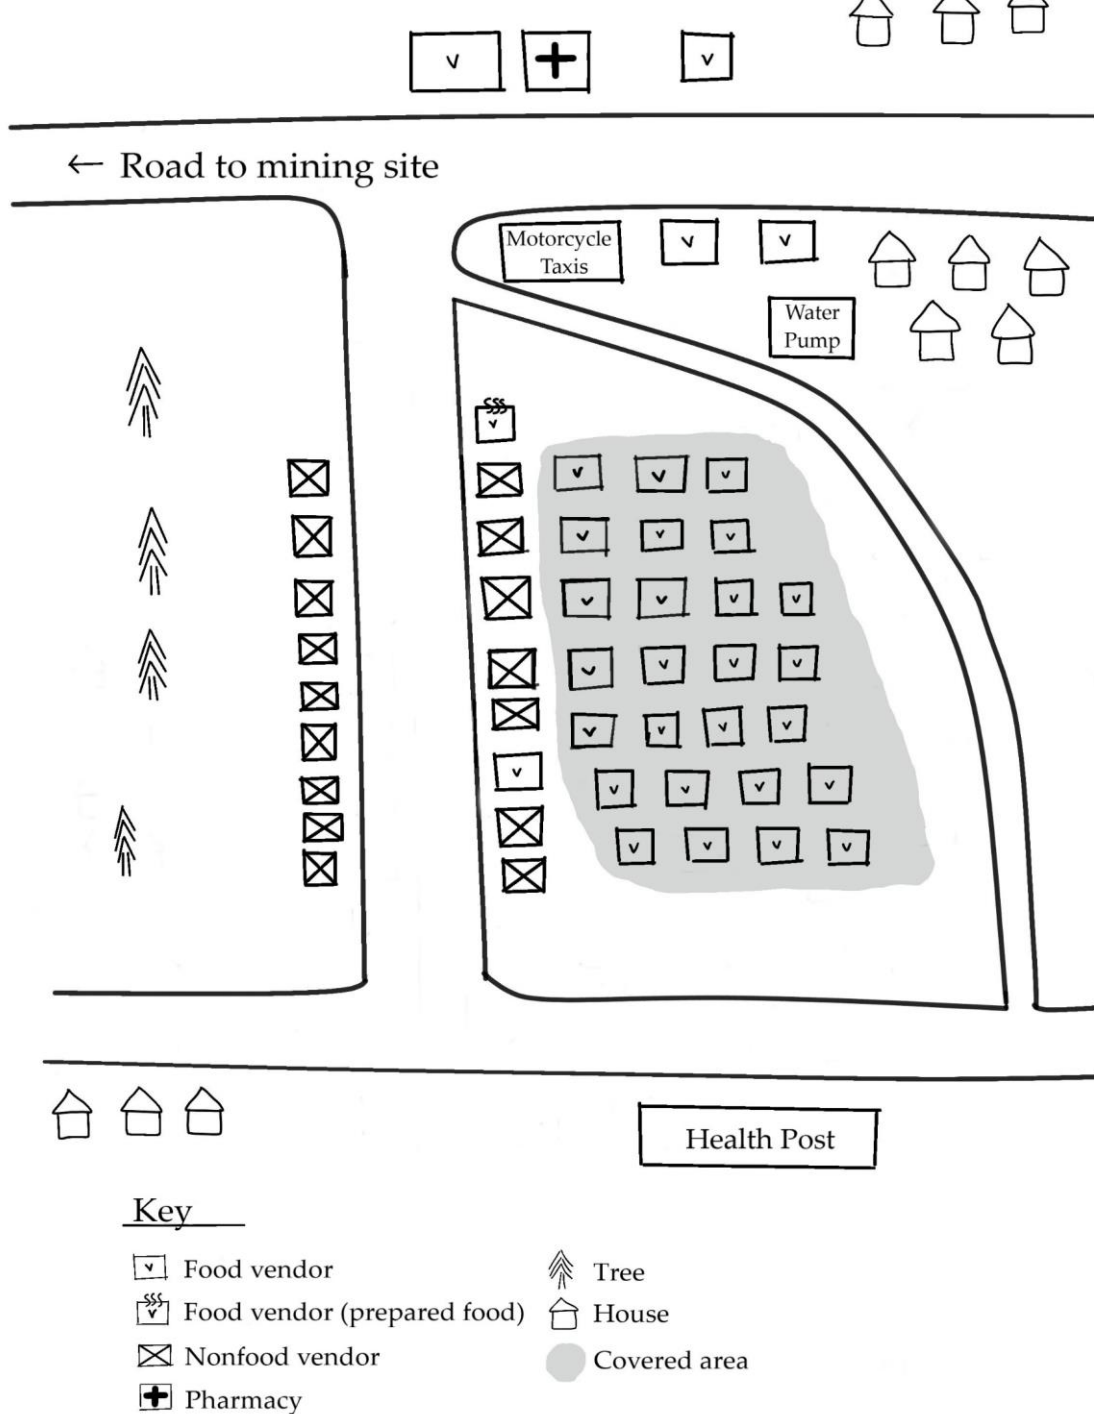 ← Road to mining site
Motorcycle
Taxis
Water
Pump
Health Post
Key
Food vendor
Tree
Food vendor (prepared food)
House
Nonfood vendor
Covered area
Pharmacy